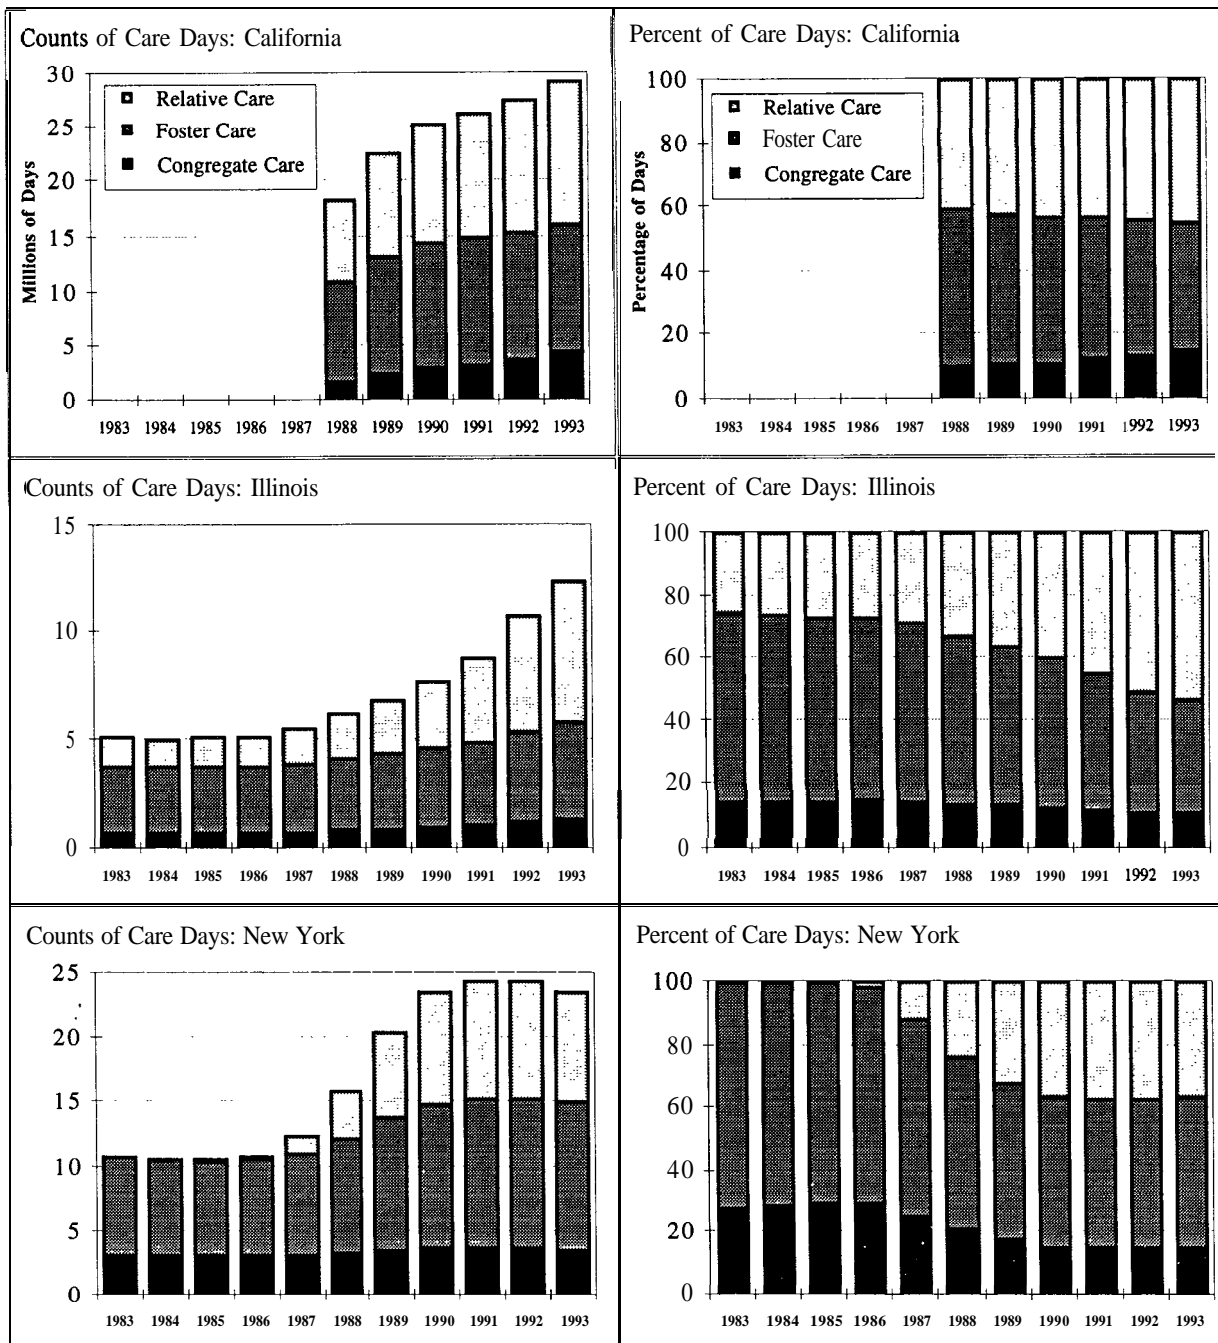 Counts of Care Days: California
30
25
20
15
10
5
0
Millions of Days
Relative Care
Foster Care
Congregate Care
1983 1984 1985 1986 1987 1988 1989 1990 1991 1992 1993
Percent of Care Days: California
100
80
60
40
20
0
Percentage of Days
Relative Care
Foster Care
Congregate Care
1983 1984 1985 1986 1987 1988 1989 1990 1991 1992 1993
Counts of Care Days: Illinois
15
10
5
0
1983 1984 1985 1986 1987 1988 1989 1990 1991 1992 1993
Percent of Care Days: Illinois
100
80
60
40
20
0
1983 1984 1985 1986 1987 1988 1989 1990 1991 1992 1993
Counts of Care Days: New York
25
20
15
10
5
0
1983 1984 1985 1986 1987 1988 1989 1990 1991 1992 1993
Percent of Care Days: New York
100
80
60
40
20
0
1983 1984 1985 1986 1987 1988 1989 1990 1991 1992 1993